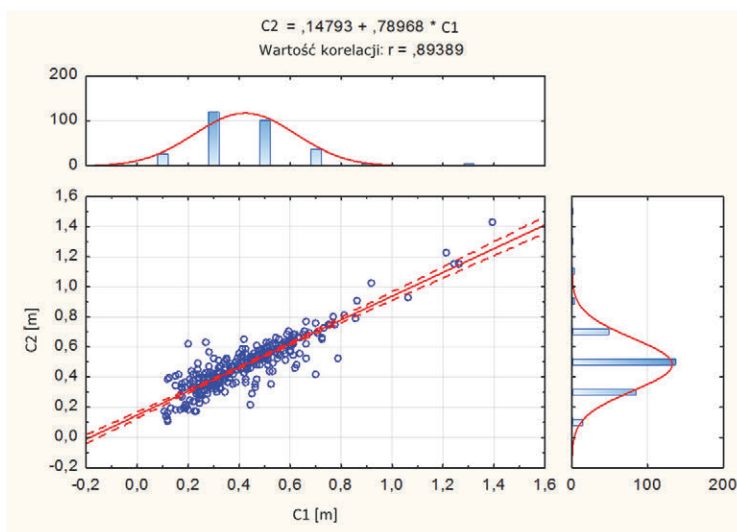 C2 = ,14793 + ,78968 * C1
Wartość korelacji: r = ,89389
200
100
0
1,6
1,4
1,2
1,0
0,8
0,6
0,4
0,2
0,0
-0,2
C2 [m]
-0,2 0,0 0,2 0,4 0,6 0,8 1,0 1,2 1,4 1,6
0 100 200
C1 [m]